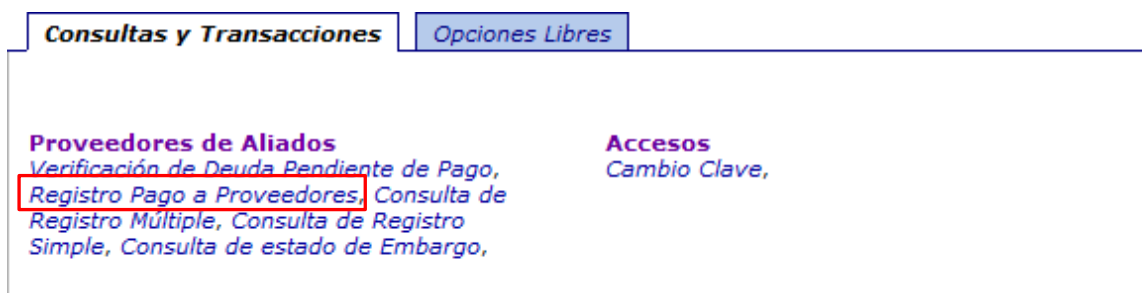 Consultas y Transacciones
Opciones Libres
Proveedores de Aliados
Verificación de Deuda Pendiente de Pago,
Registro Pago a Proveedores, Consulta de
Registro Múltiple, Consulta de Registro
Simple, Consulta de estado de Embargo,
Accesos
Cambio Clave,